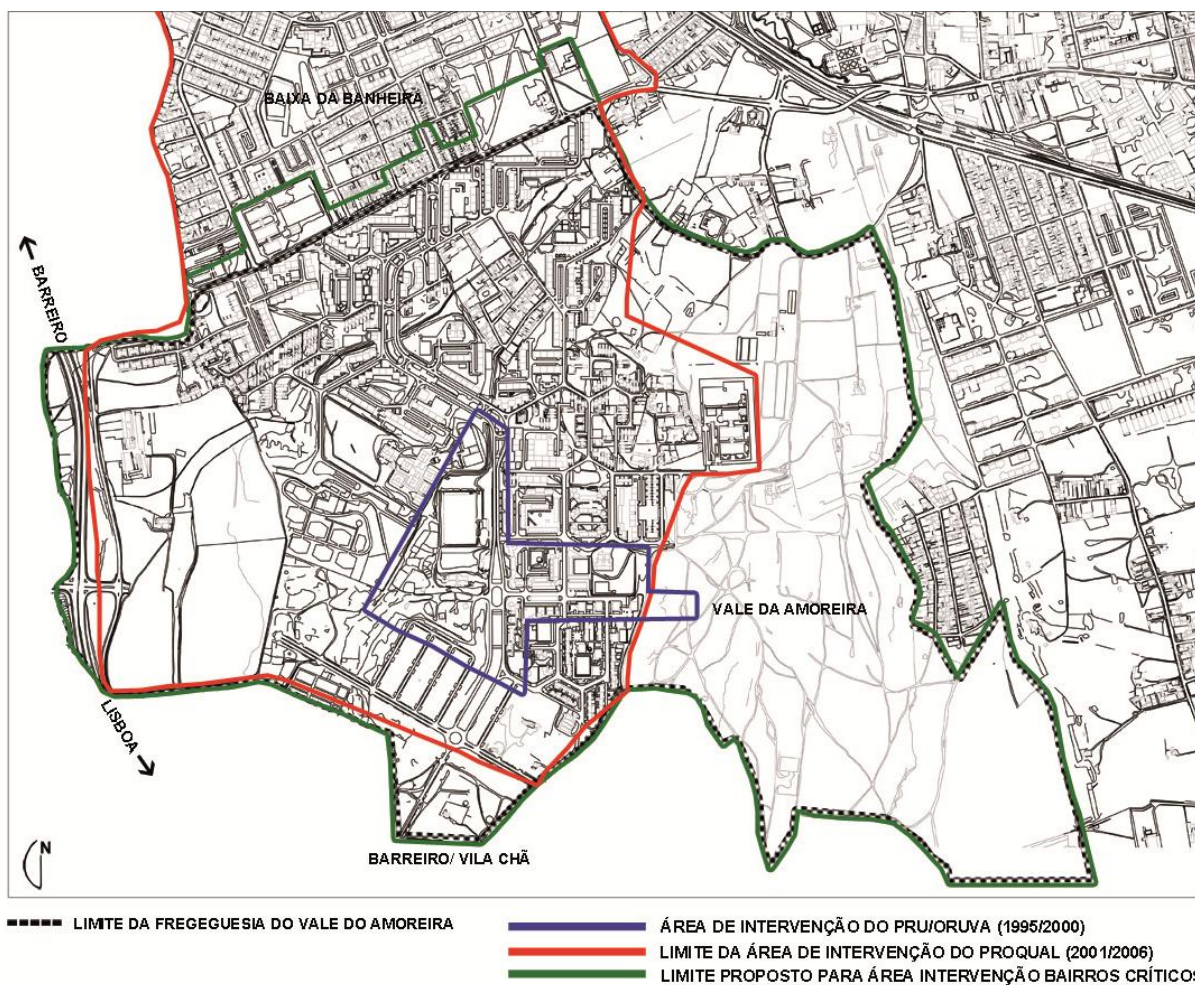 BAIXA DA BANHEIRA
BARREIRO
VALE DA AMOREIRA
LISBOA
BARREIRO/ VILA CHÃ
N
LIMITE DA FREGEGUESIA DO VALE DO AMOREIRA
ÁREA DE INTERVENÇÃO DO PRU/ORUVA (1995/2000)
LIMITE DA ÁREA DE INTERVENÇÃO DO PROQUAL (2001/2006)
LIMITE PROPOSTO PARA ÁREA INTERVENÇÃO BAIRROS CRÍTICOS